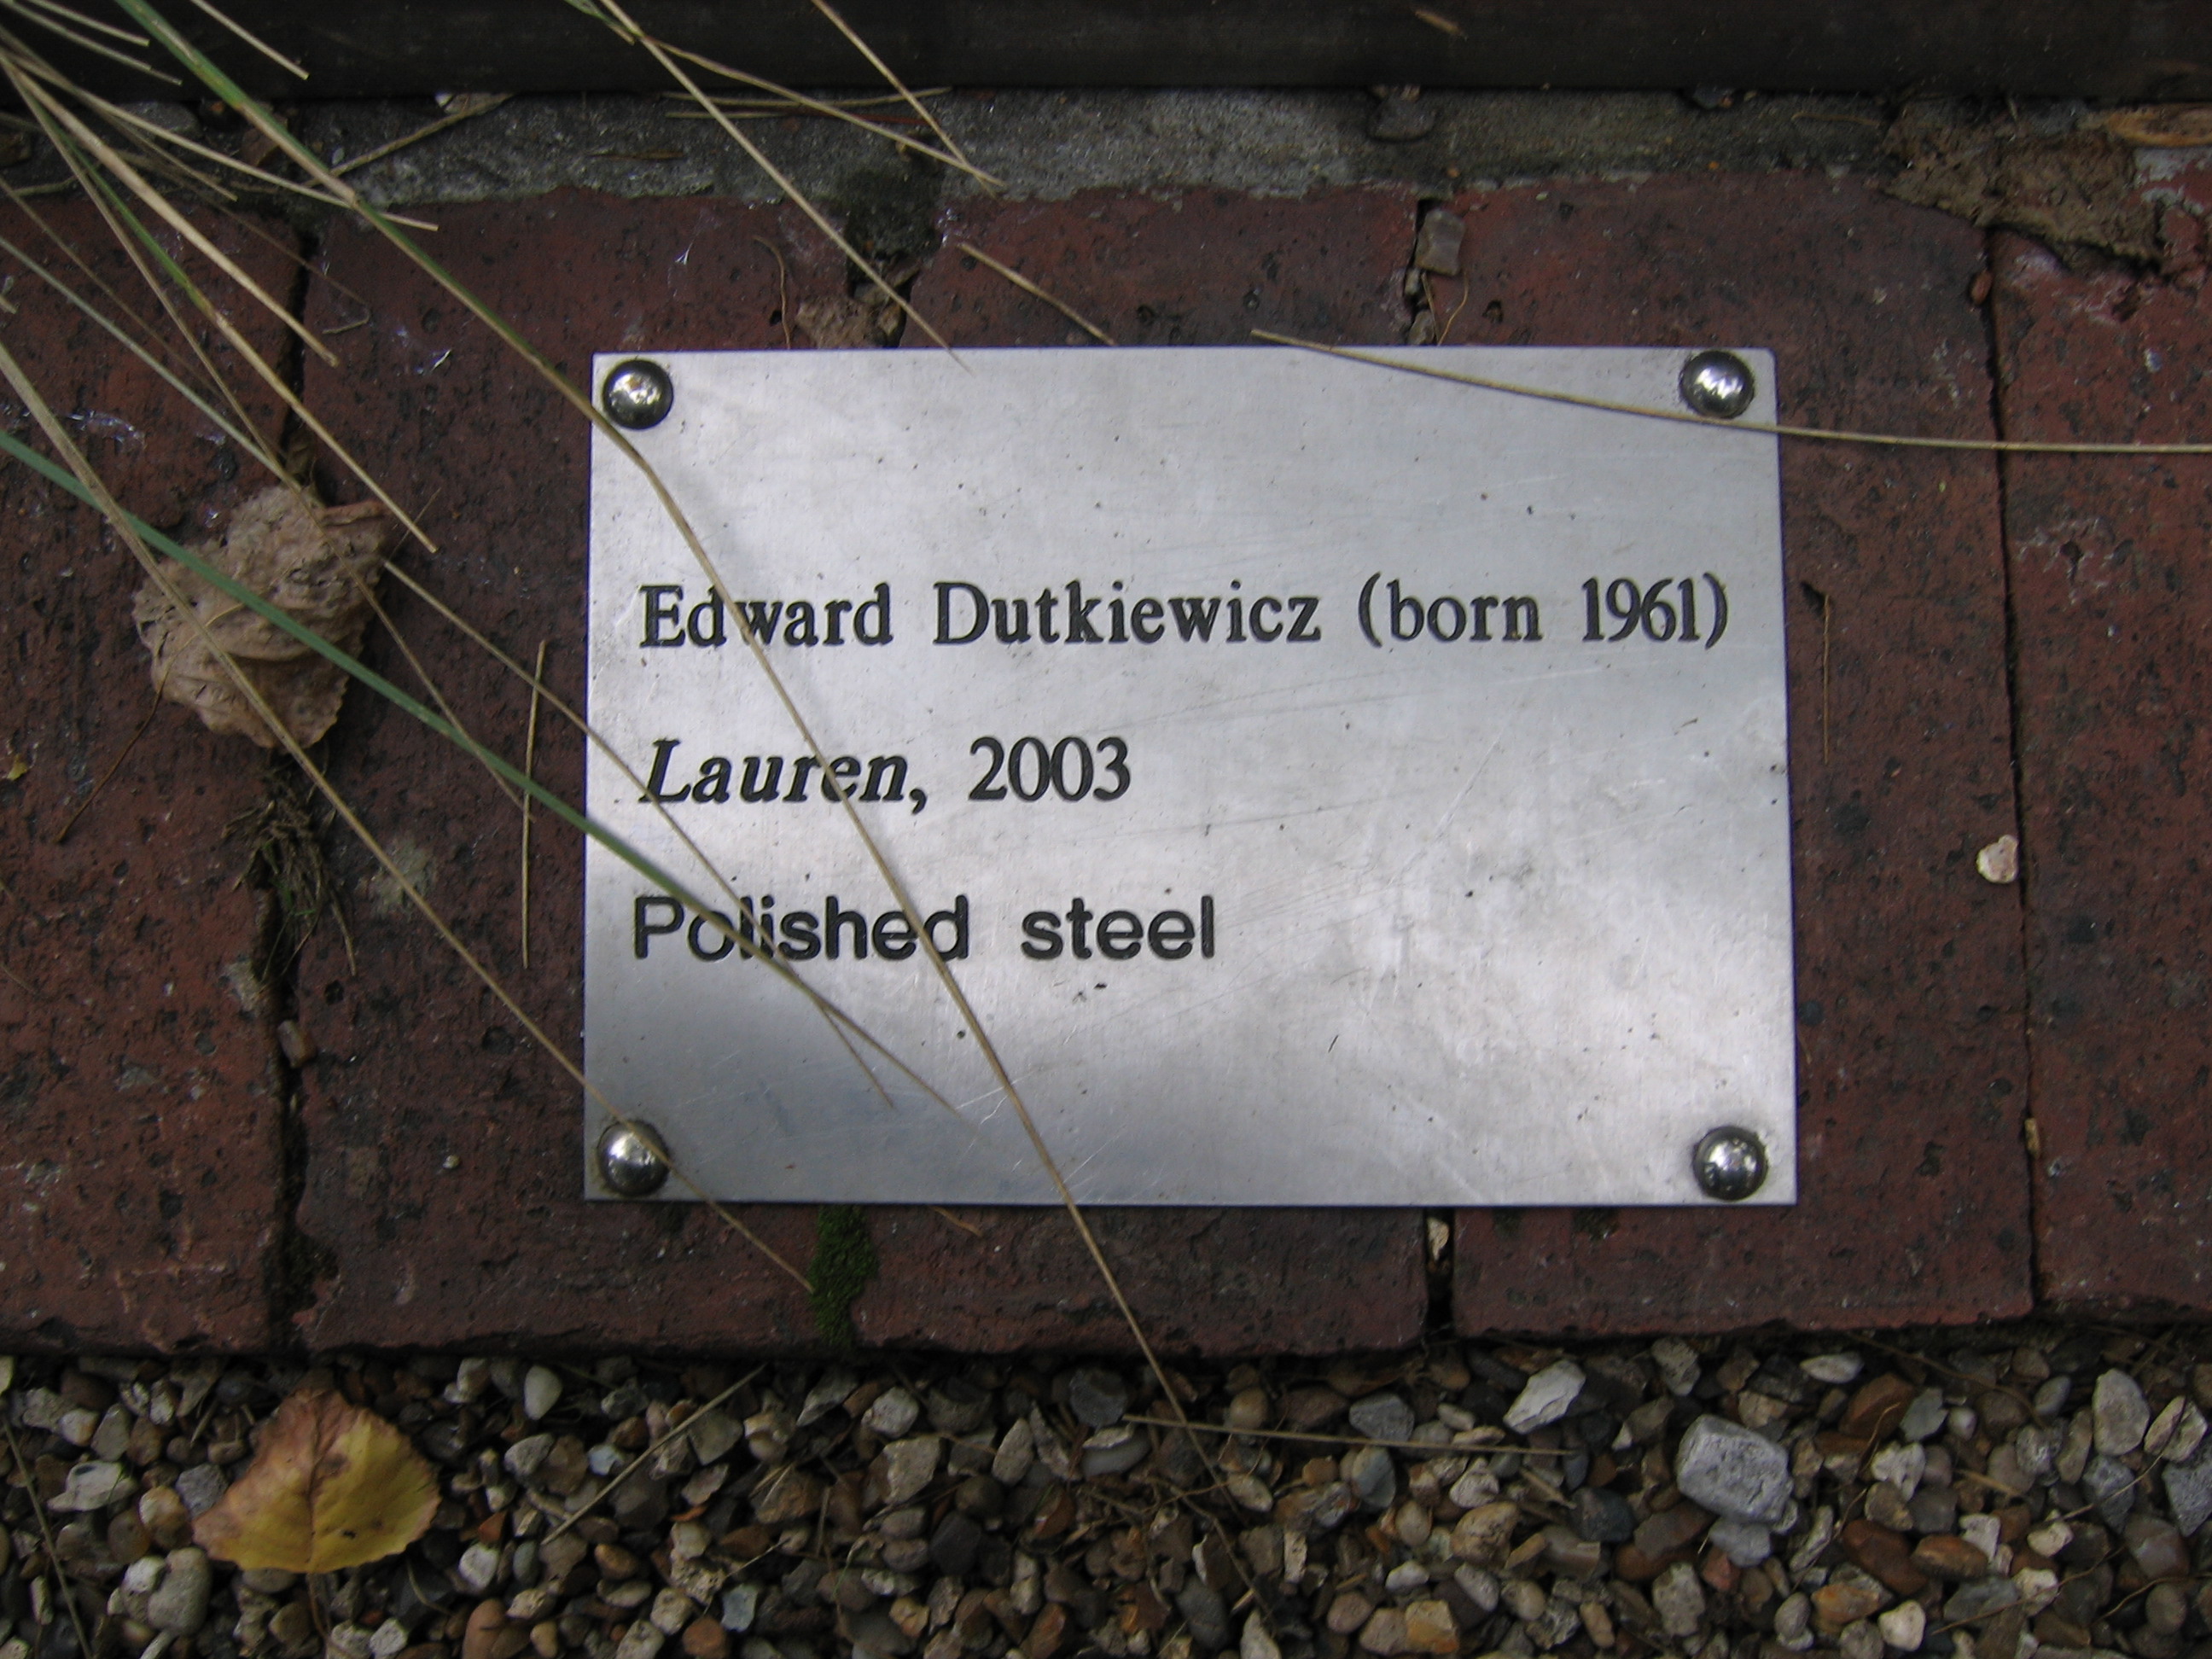 Edward Dutkiewicz (born 1961)
Lauren, 2003
Polished steel